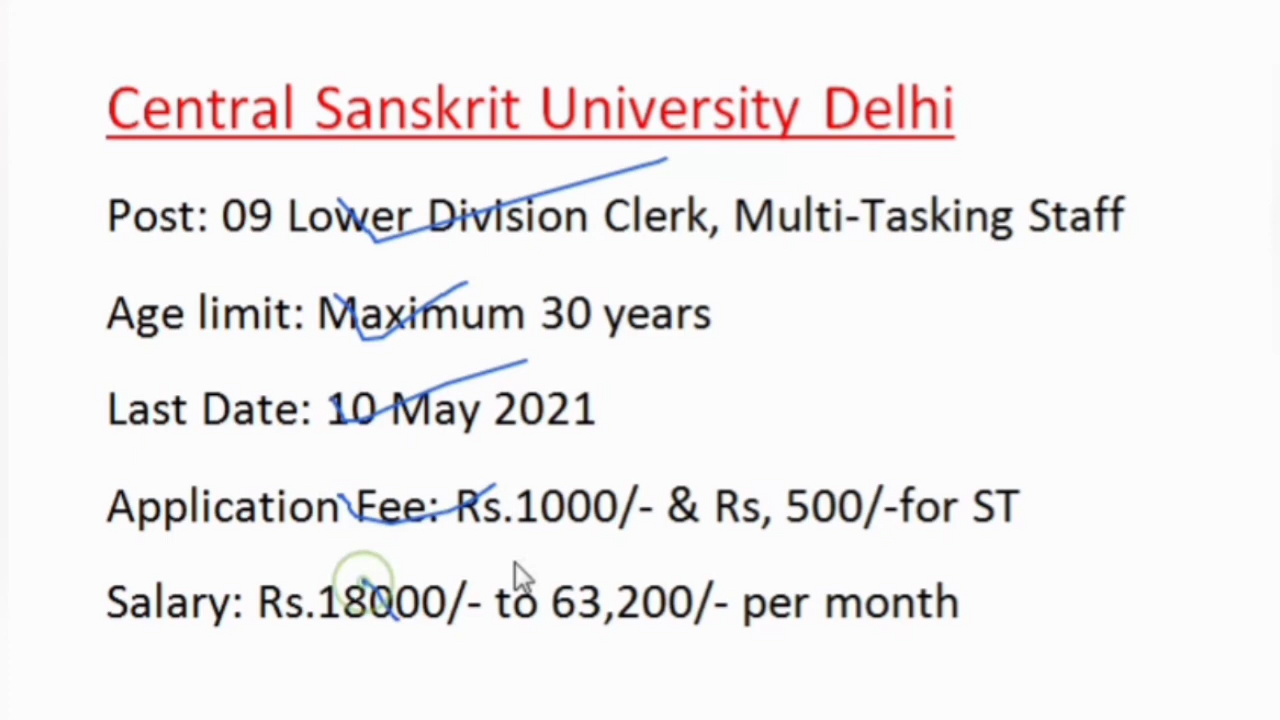 Central Sanskrit University Delhi
Post: 09 Lower Division Clerk, Multi-Tasking Staff
Age limit: Maximum 30 years
Last Date: 10 May 2021
Application Fee: Rs.1000/- & Rs, 500/-for ST
Salary: Rs.18000/- to 63,200/- per month